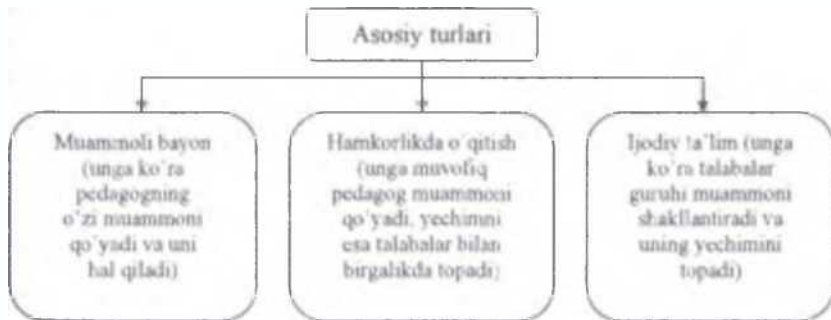 Asosiy turlari
Muammoli bayon
(unga ko'ra
pedagogning
o'zi muammoni
qo'yadi va uni
hal qiladi)
Hamkorlikda o'qitish
(unga muvofiq
pedagog muammoni
qo'yadi, yechimni
esa talabalar bilan
birgalikda topadi)
Ijodiy ta'lim (unga
ko'ra talabalar
guruhi muammoni
shakllantiradi va
uning yechimini
topadi)